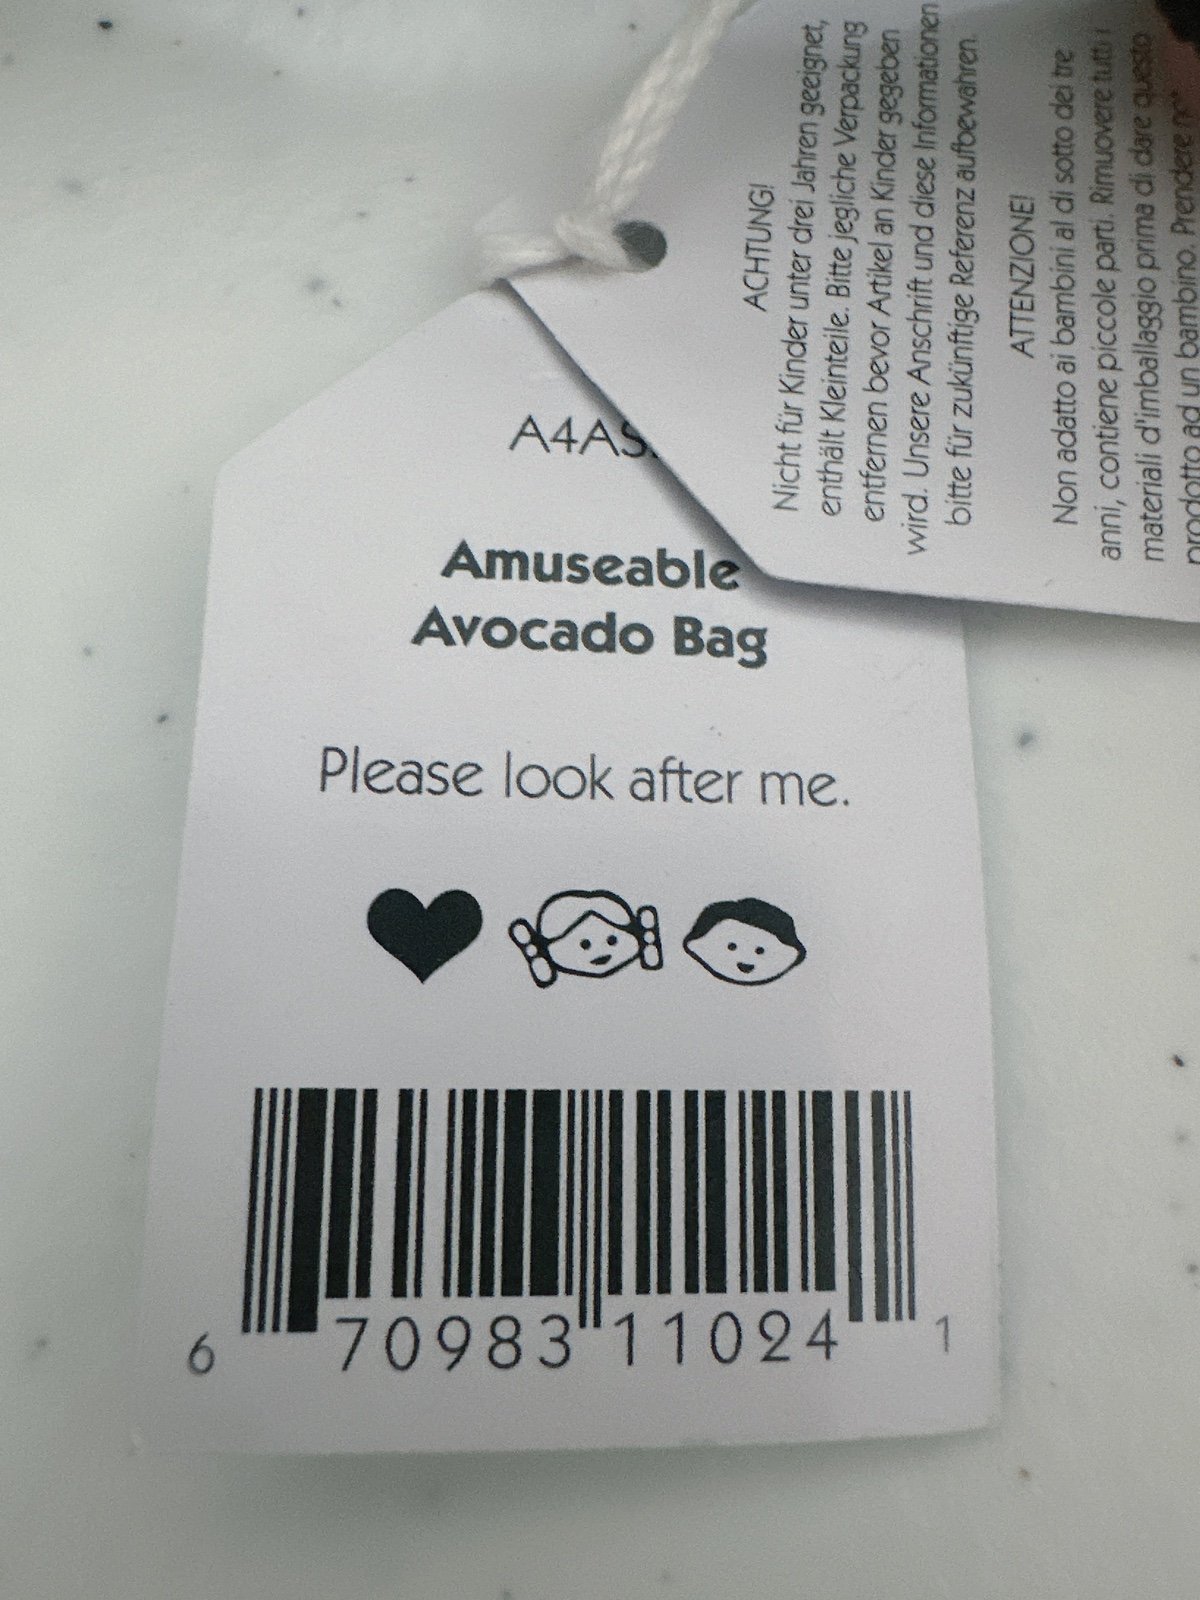 A4AS
Amuseable
Avocado Bag
Please look after me.
6 70983 11024 1
ACHTUNG!
Nicht für Kinder unter drei Jahren geeignet,
enthält Kleinteile. Bitte jegliche Verpackung
entfernen bevor Artikel an Kinder gegeben
wird. Unsere Anschrift und diese Informationen
bitte für zukünftige Referenz aufbewahren.
ATTENZIONE!
Non adatto ai bambini al di sotto dei tre
anni, contiene piccole parti. Rimuovere tutti i
materiali d'imballaggio prima di dare questo
prodotto ad un bambino. Prendere